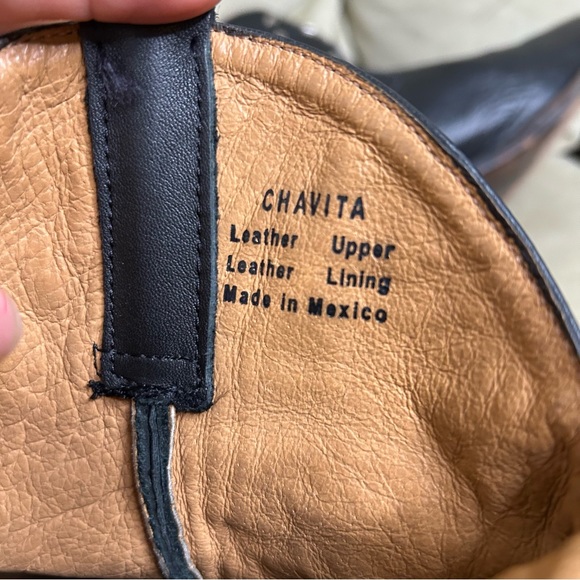 CHAVITA
Leather Upper
Leather Lining
Made in Mexico